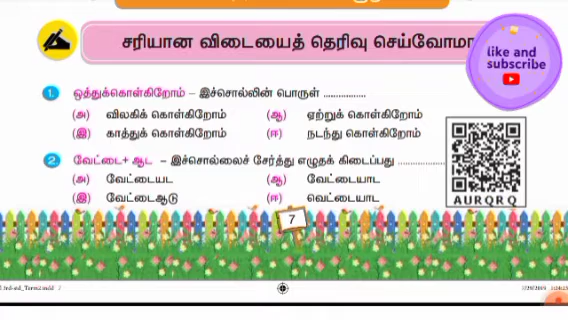 சரியான விடையைத் தெரிவு செய்வோமா
like and
subscribe
1. ஒத்துக்கொள்கிறோம் – இச்சொல்லின் பொருள் .................
(அ) விலகிக் கொள்கிறோம் (ஆ) ஏற்றுக் கொள்கிறோம்
(இ) காத்துக் கொள்கிறோம் (ஈ) நடந்து கொள்கிறோம்
2. வேட்டை+ ஆட – இச்சொல்லைச் சேர்த்து எழுதக் கிடைப்பது ..................
(அ) வேட்டையட (ஆ) வேட்டையாட
(இ) வேட்டைஆடு (ஈ) வெட்டையாட
AURQRQ
7